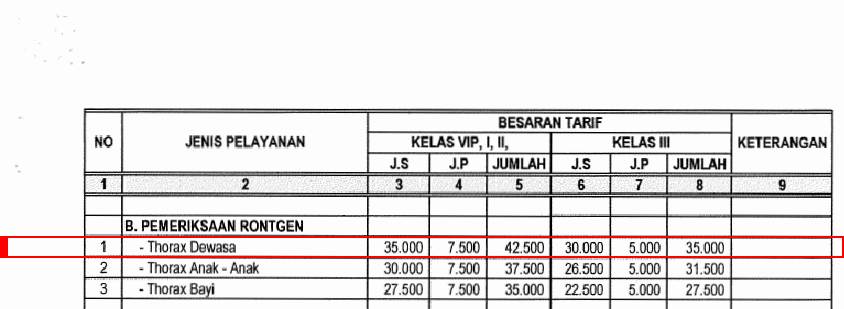 BESARAN TARIF
NO JENIS PELAYANAN KELAS VIP, I, II, KELAS III KETERANGAN
J.S J.P JUMLAH J.S J.P JUMLAH
1 2 3 4 5 6 7 8 9
B. PEMERIKSAAN RONTGEN
1 - Thorax Dewasa 35.000 7.500 42.500 30.000 5.000 35.000
2 - Thorax Anak - Anak 30.000 7.500 37.500 26.500 5.000 31.500
3 - Thorax Bayi 27.500 7.500 35.000 22.500 5.000 27.500